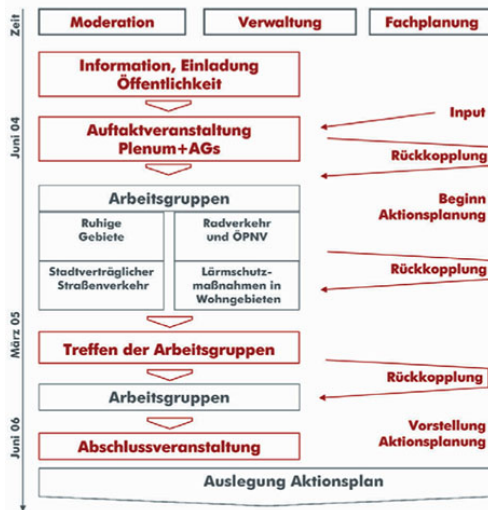 Zeit
Moderation
Verwaltung
Fachplanung
Information, Einladung
Öffentlichkeit
Juni 04
Auftaktveranstaltung
Plenum+AGs
Input
Rückkopplung
Arbeitsgruppen
Beginn
Aktionsplanung
Ruhige
Gebiete
Radverkehr
und ÖPNV
Stadtverträglicher
Straßenverkehr
Lärmschutz-
maßnahmen in
Wohngebieten
Rückkopplung
März 05
Treffen der Arbeitsgruppen
Rückkopplung
Arbeitsgruppen
Juni 06
Abschlussveranstaltung
Vorstellung
Aktionsplanung
Auslegung Aktionsplan